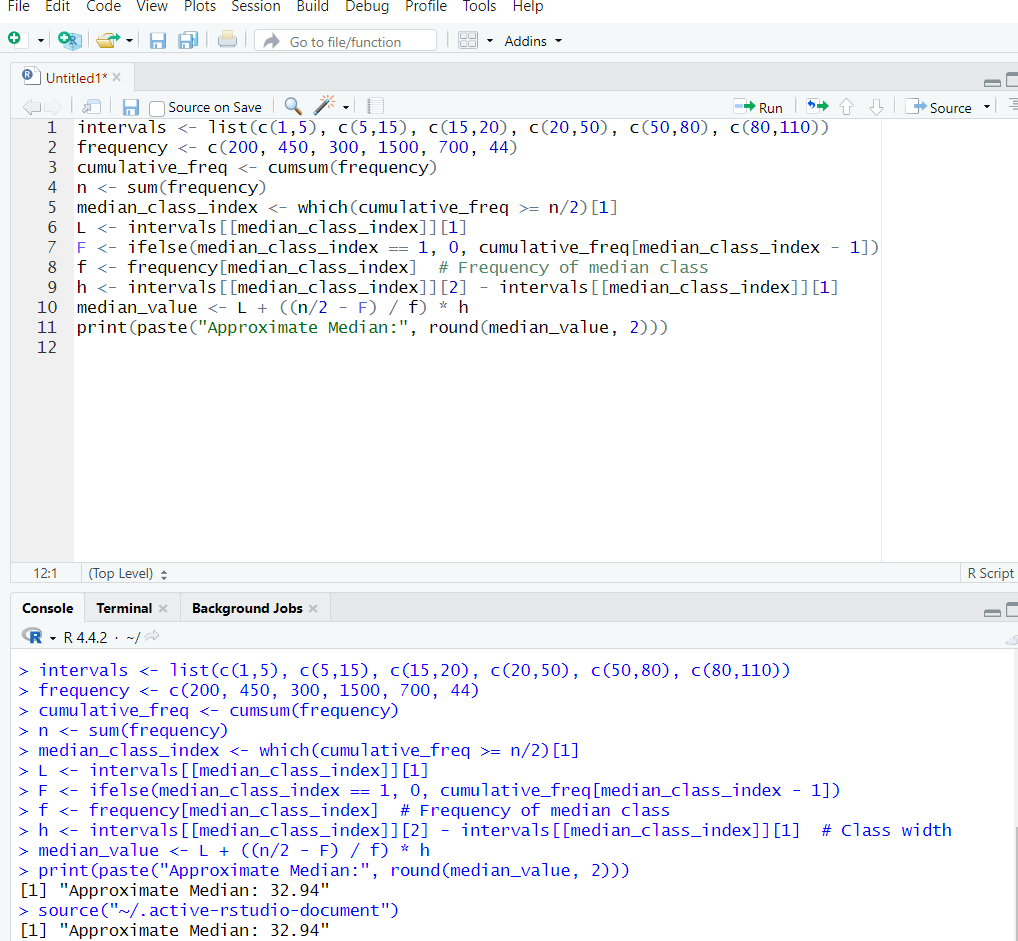 File Edit Code View Plots Session Build Debug Profile Tools Help
Go to file/function Addins
Untitled1*
Source on Save Run Source
1 intervals <- list(c(1,5), c(5,15), c(15,20), c(20,50), c(50,80), c(80,110))
2 frequency <- c(200, 450, 300, 1500, 700, 44)
3 cumulative_freq <- cumsum(frequency)
4 n <- sum(frequency)
5 median_class_index <- which(cumulative_freq >= n/2)[1]
6 L <- intervals[[median_class_index]][1]
7 F <- ifelse(median_class_index == 1, 0, cumulative_freq[median_class_index - 1])
8 f <- frequency[median_class_index]  # Frequency of median class
9 h <- intervals[[median_class_index]][2] - intervals[[median_class_index]][1]
10 median_value <- L + ((n/2 - F) / f) * h
11 print(paste("Approximate Median:", round(median_value, 2)))
12
12:1 (Top Level) R Script
Console Terminal Background Jobs
R R 4.4.2 · ~/
> intervals <- list(c(1,5), c(5,15), c(15,20), c(20,50), c(50,80), c(80,110))
> frequency <- c(200, 450, 300, 1500, 700, 44)
> cumulative_freq <- cumsum(frequency)
> n <- sum(frequency)
> median_class_index <- which(cumulative_freq >= n/2)[1]
> L <- intervals[[median_class_index]][1]
> F <- ifelse(median_class_index == 1, 0, cumulative_freq[median_class_index - 1])
> f <- frequency[median_class_index]  # Frequency of median class
> h <- intervals[[median_class_index]][2] - intervals[[median_class_index]][1]  # Class width
> median_value <- L + ((n/2 - F) / f) * h
> print(paste("Approximate Median:", round(median_value, 2)))
[1] "Approximate Median: 32.94"
> source("~/.active-rstudio-document")
[1] "Approximate Median: 32.94"